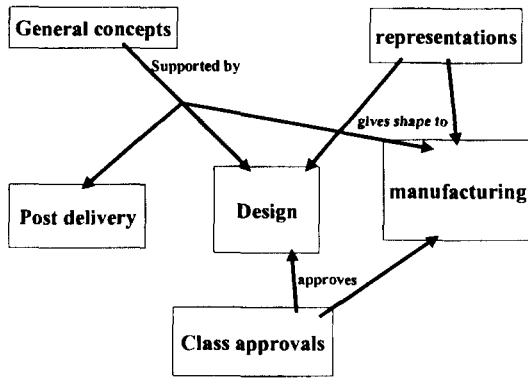 General concepts
representations
Supported by
gives shape to
Post delivery
Design
manufacturing
approves
Class approvals